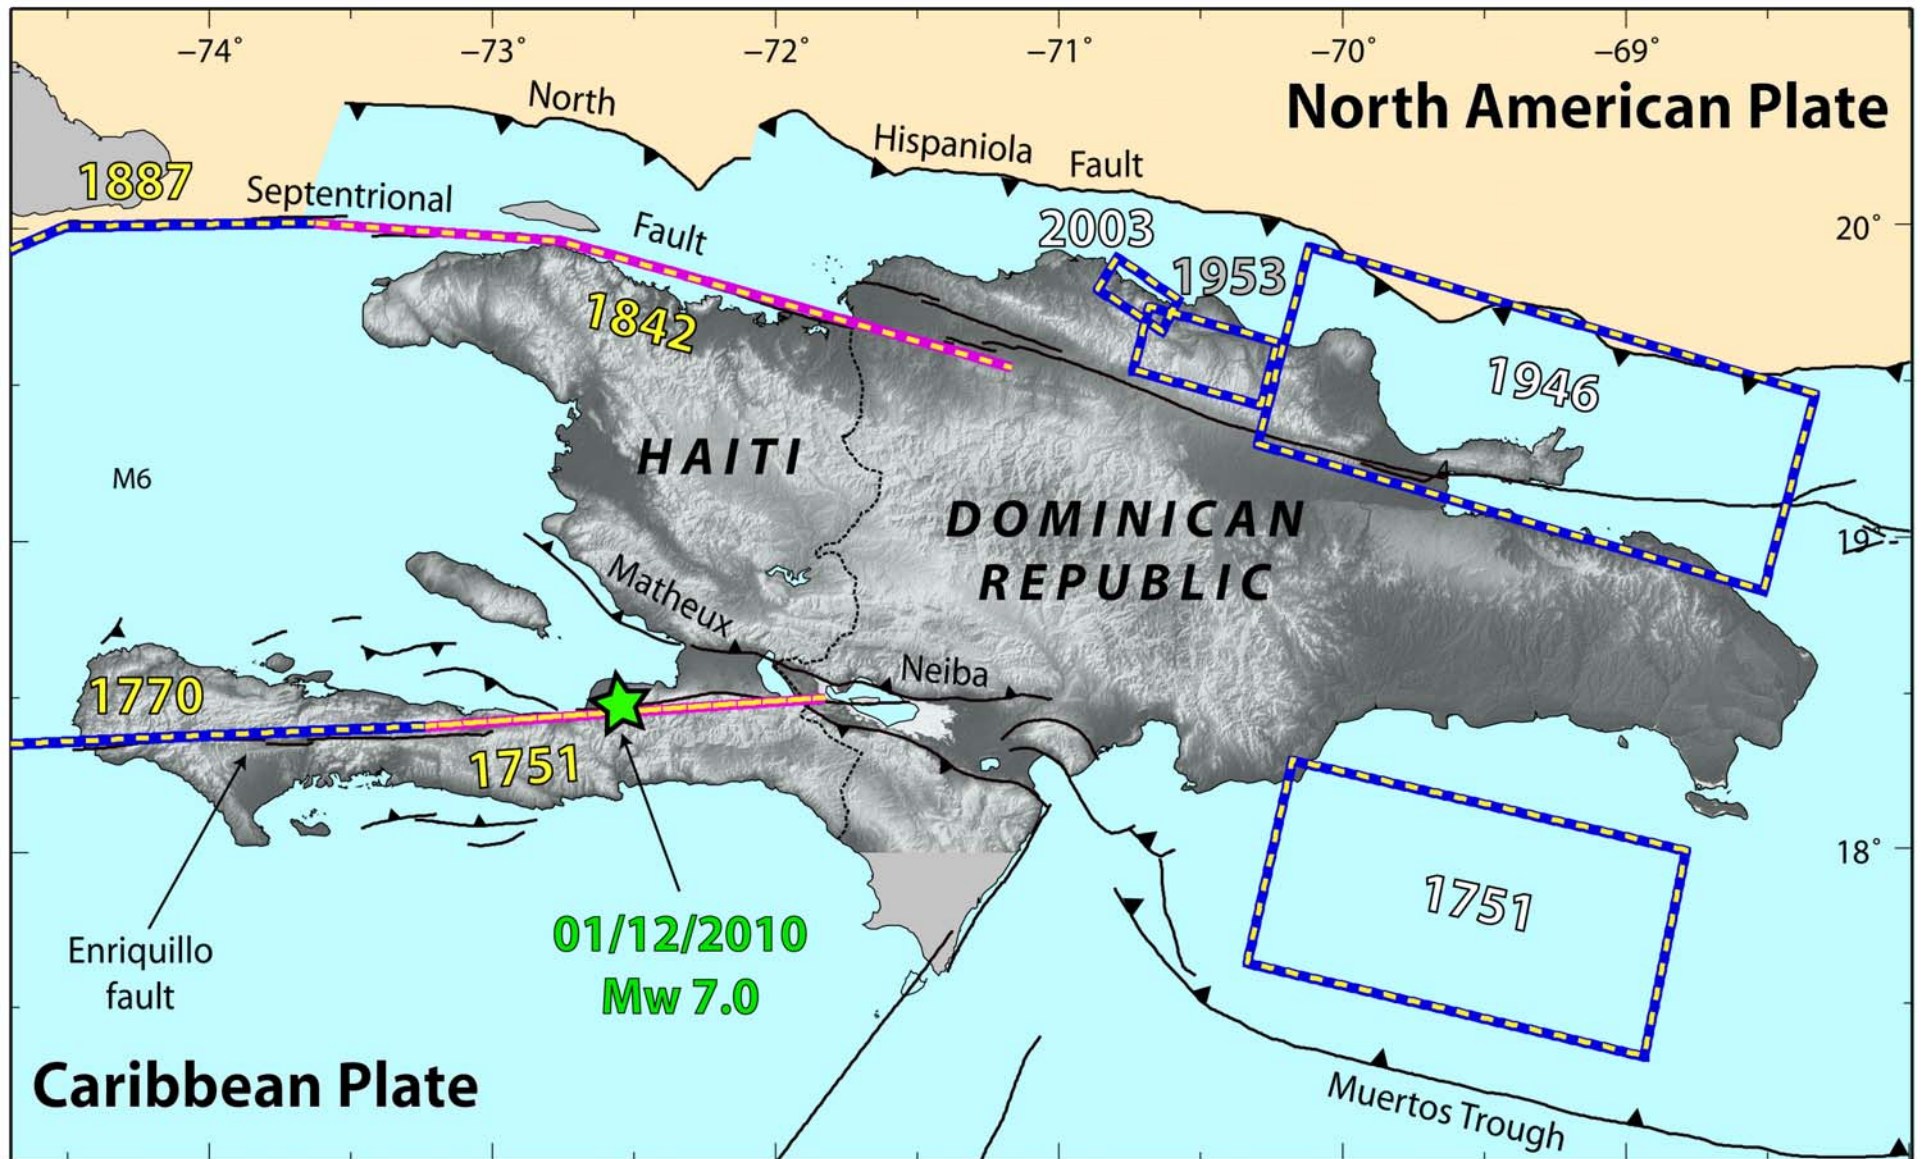 −74°
−73°
−72°
−71°
−70°
−69°
North American Plate
North
Hispaniola
Fault
1887
Septentrional
Fault
2003
20°
1953
1842
1946
HAITI
M6
DOMINICAN
REPUBLIC
19°
Matheux
Neiba
1770
1751
18°
1751
01/12/2010
Mw 7.0
Enriquillo
fault
Caribbean Plate
Muertos Trough